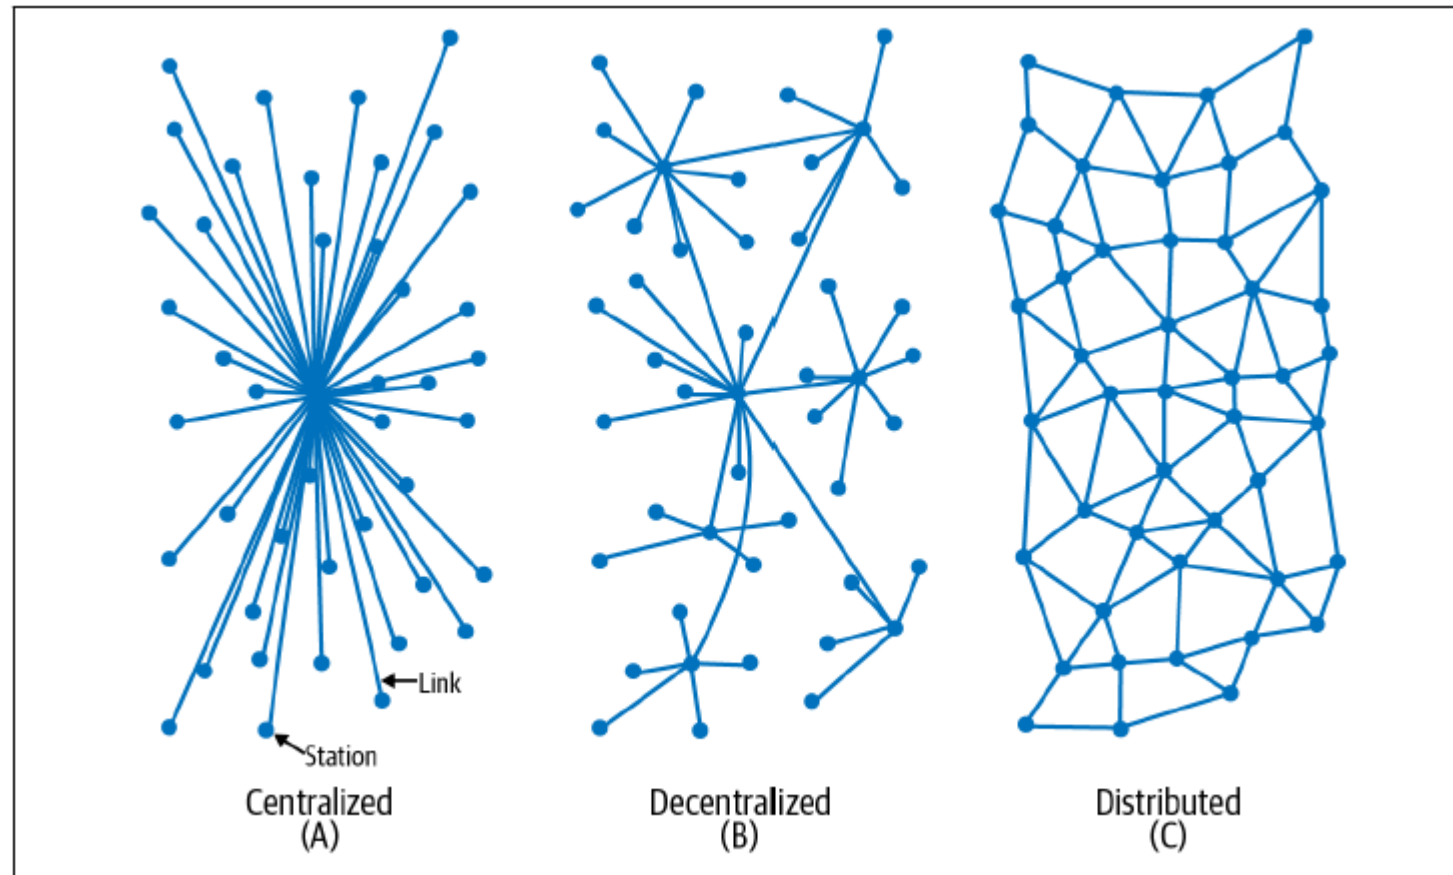 Link
Station
Centralized
(A)
Decentralized
(B)
Distributed
(C)